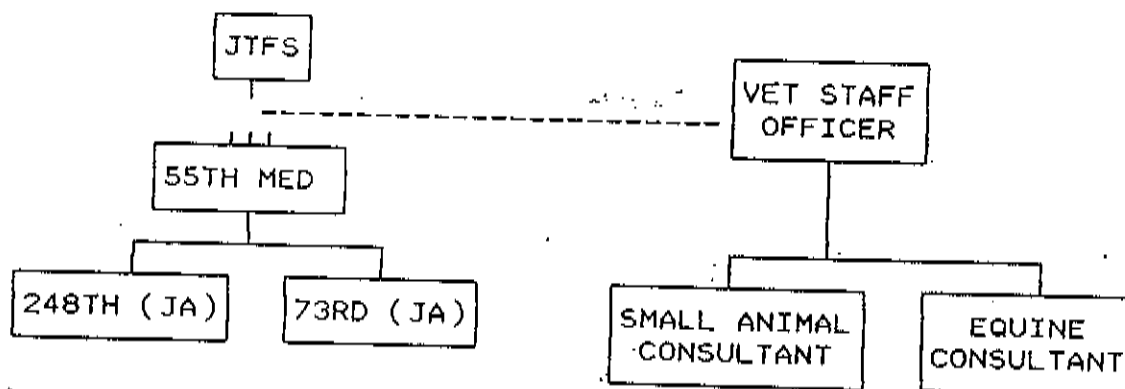 JTFS
VET STAFF
OFFICER
55TH MED
248TH (JA)
73RD (JA)
SMALL ANIMAL
CONSULTANT
EQUINE
CONSULTANT